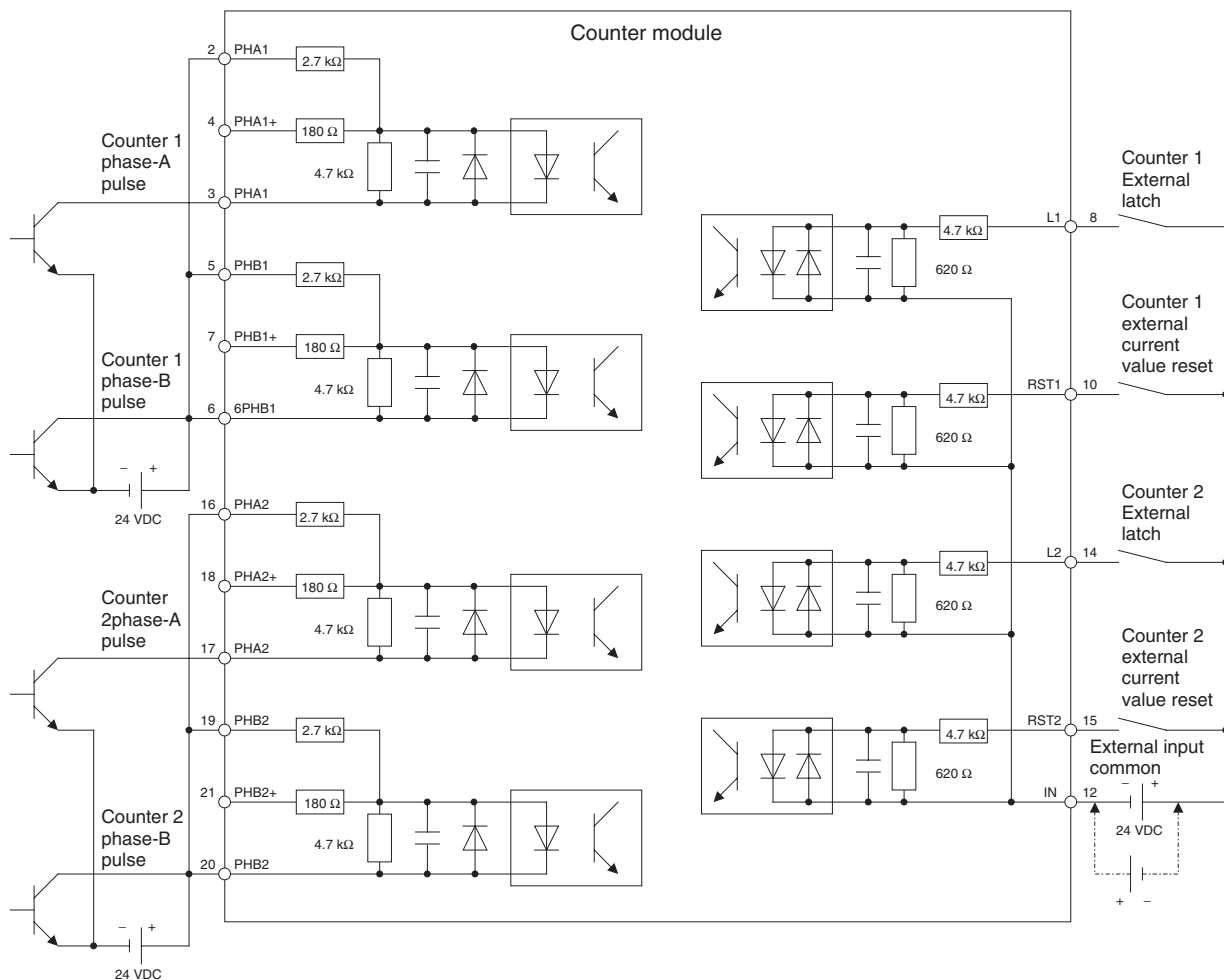 Counter module
2 PHA1
2.7 kΩ
4 PHA1+
180 Ω
4.7 kΩ
Counter 1
phase-A
pulse
3 PHA1
5 PHB1
2.7 kΩ
7 PHB1+
180 Ω
4.7 kΩ
Counter 1
phase-B
pulse
6 6PHB1
− +
24 VDC
16 PHA2
2.7 kΩ
18 PHA2+
180 Ω
4.7 kΩ
Counter
2phase-A
pulse
17 PHA2
19 PHB2
2.7 kΩ
21 PHB2+
180 Ω
4.7 kΩ
Counter 2
phase-B
pulse
20 PHB2
− +
24 VDC
Counter 1
External
latch
L1 8
4.7 kΩ
620 Ω
Counter 1
external
current
value reset
RST1 10
4.7 kΩ
620 Ω
Counter 2
External
latch
L2 14
4.7 kΩ
620 Ω
Counter 2
external
current
value reset
RST2 15
4.7 kΩ
620 Ω
External input
common
IN 12
− +
24 VDC
+ −